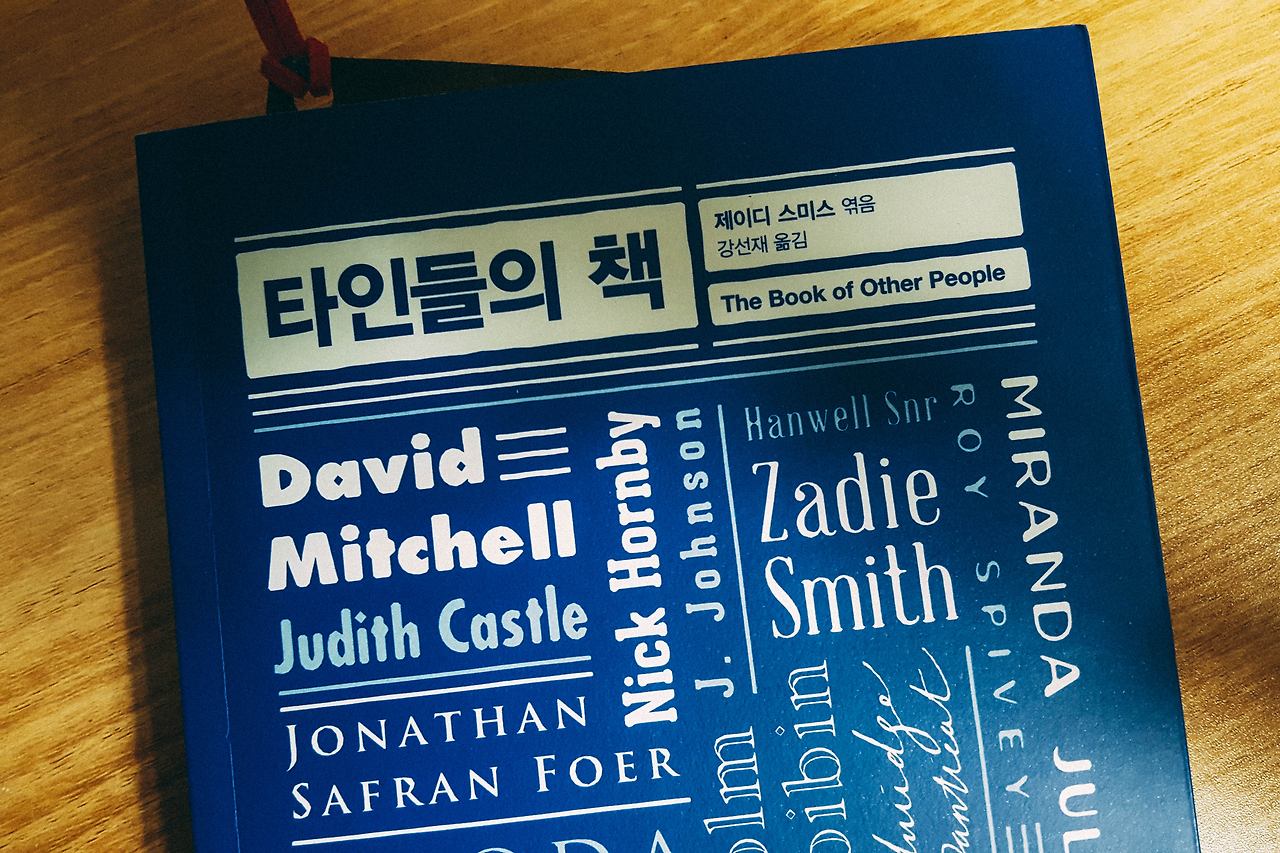 타인들의 책
제이디 스미스 엮음
강선재 옮김
The Book of Other People
David
Mitchell
Judith Castle
JONATHAN
SAFRAN FOER
Nick Hornby
J. Johnson
Hanwell Snr
Zadie
Smith
ROY SPIVEY
MIRANDA JUL